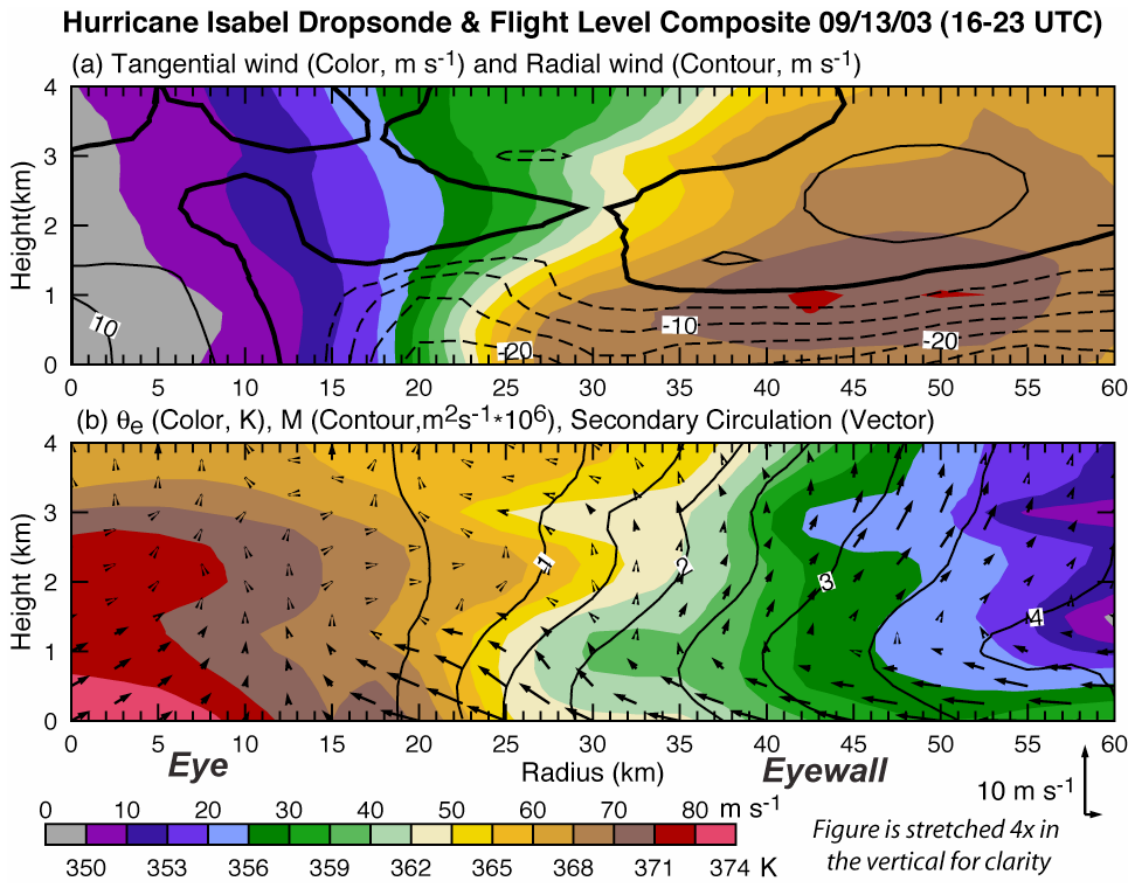 Hurricane Isabel Dropsonde & Flight Level Composite 09/13/03 (16-23 UTC)
(a) Tangential wind (Color, m s-1) and Radial wind (Contour, m s-1)
4
3
2
1
0
Height(km)
10
-10
-20
-20
0 5 10 15 20 25 30 35 40 45 50 55 60
(b) θe (Color, K), M (Contour,m2s-1*106), Secondary Circulation (Vector)
4
3
2
1
0
Height (km)
1
2
3
4
0 5 10 15 20 25 30 35 40 45 50 55 60
Eye Radius (km) Eyewall
10 m s-1
0 10 20 30 40 50 60 70 80 m s-1
350 353 356 359 362 365 368 371 374 K
Figure is stretched 4x in
the vertical for clarity